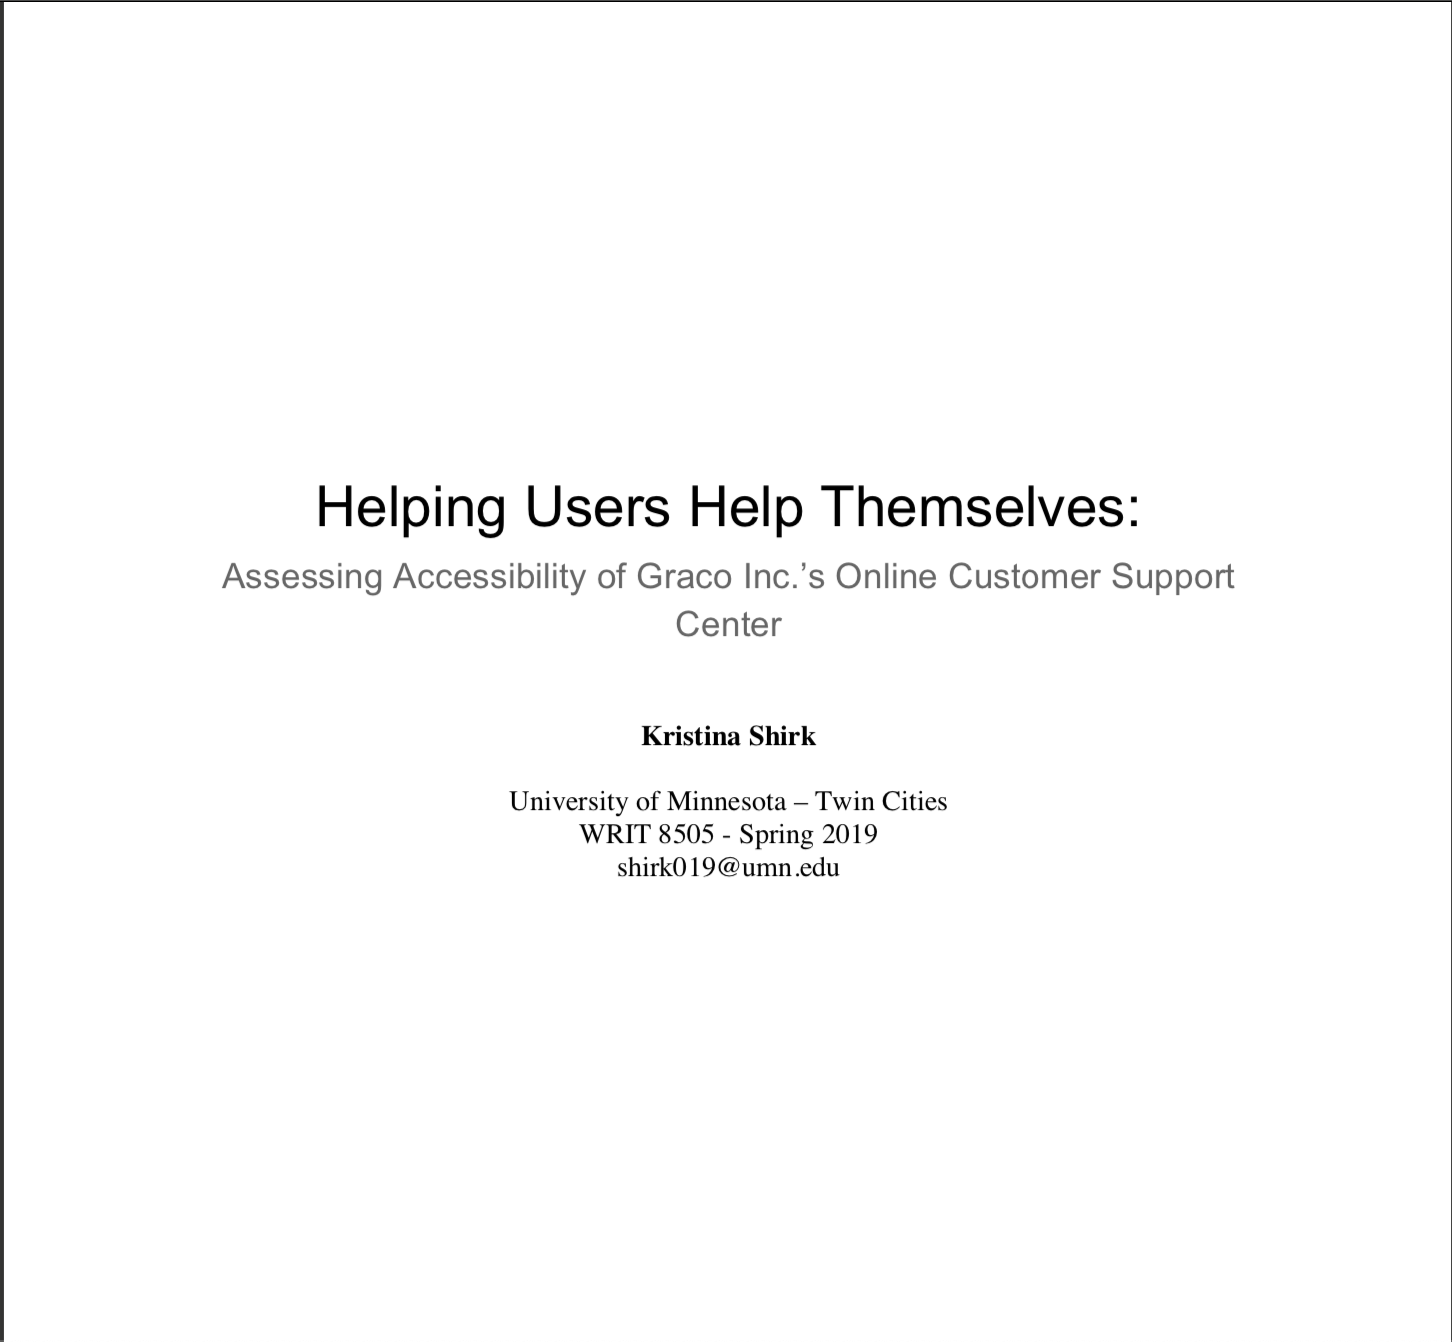 Helping Users Help Themselves:
Assessing Accessibility of Graco Inc.’s Online Customer Support
Center
Kristina Shirk
University of Minnesota – Twin Cities
WRIT 8505 - Spring 2019
shirk019@umn.edu